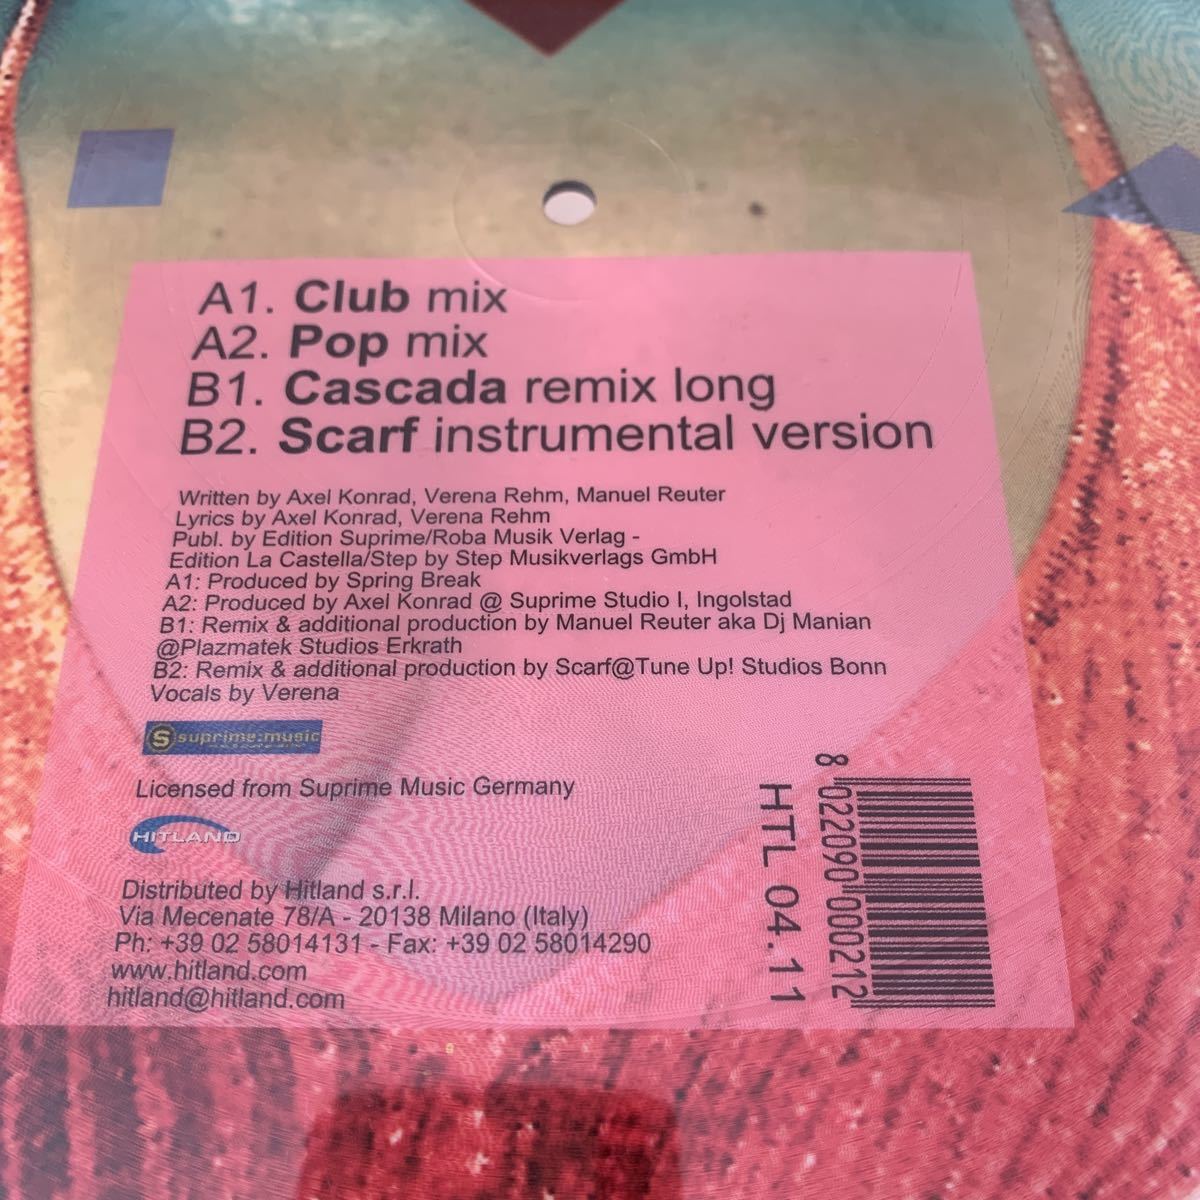 A1. Club mix
A2. Pop mix
B1. Cascada remix long
B2. Scarf instrumental version
Written by Axel Konrad, Verena Rehm, Manuel Reuter
Lyrics by Axel Konrad, Verena Rehm
Publ. by Edition Suprime/Roba Musik Verlag -
Edition La Castella/Step by Step Musikverlags GmbH
A1: Produced by Spring Break
A2: Produced by Axel Konrad @ Suprime Studio I, Ingolstad
B1: Remix & additional production by Manuel Reuter aka Dj Manian
@Plazmatek Studios Erkrath
B2: Remix & additional production by Scarf@Tune Up! Studios Bonn
Vocals by Verena
S suprime:music
Licensed from Suprime Music Germany
HITLAND
Distributed by Hitland s.r.l.
Via Mecenate 78/A - 20138 Milano (Italy)
Ph: +39 02 58014131 - Fax: +39 02 58014290
www.hitland.com
hitland@hitland.com
HTL 04.11
8 022090 000212